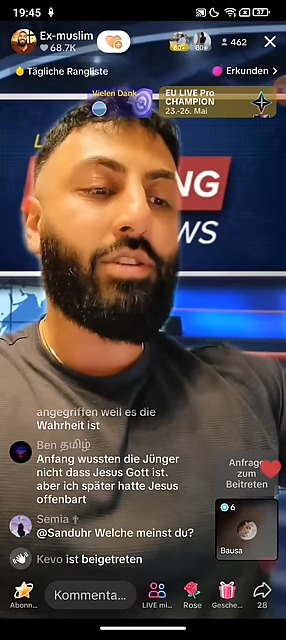 19:45
37
Ex-muslim
68.7K
60+
80+
462
Tägliche Rangliste
Erkunden >
Vielen Dank
EU LIVE Pro
CHAMPION
23.-26. Mai
NG
WS
angegriffen weil es die
Wahrheit ist
Ben தமிழ்
Anfang wussten die Jünger
nicht dass Jesus Gott ist.
aber ich später hatte Jesus
offenbart
Anfrage
zum
Beitreten
Semia ✝
@Sanduhr Welche meinst du?
6
Bausa
Kevo ist beigetreten
Abonn...
Kommenta...
LIVE mi...
Rose
Gesche...
28